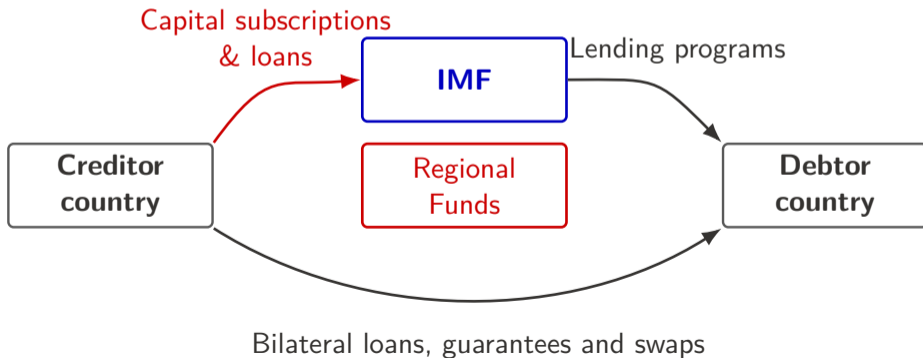 Capital subscriptions
& loans
IMF
Lending programs
Creditor
country
Regional
Funds
Debtor
country
Bilateral loans, guarantees and swaps